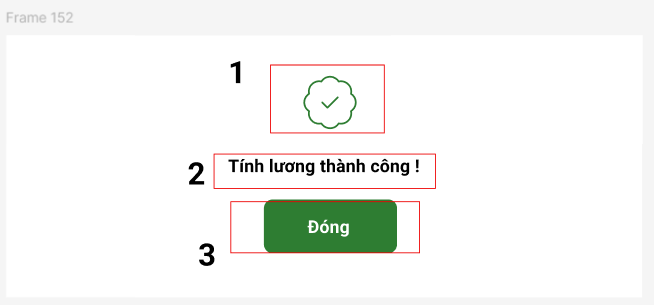 Frame 152
1
2
Tính lương thành công !
Đóng
3